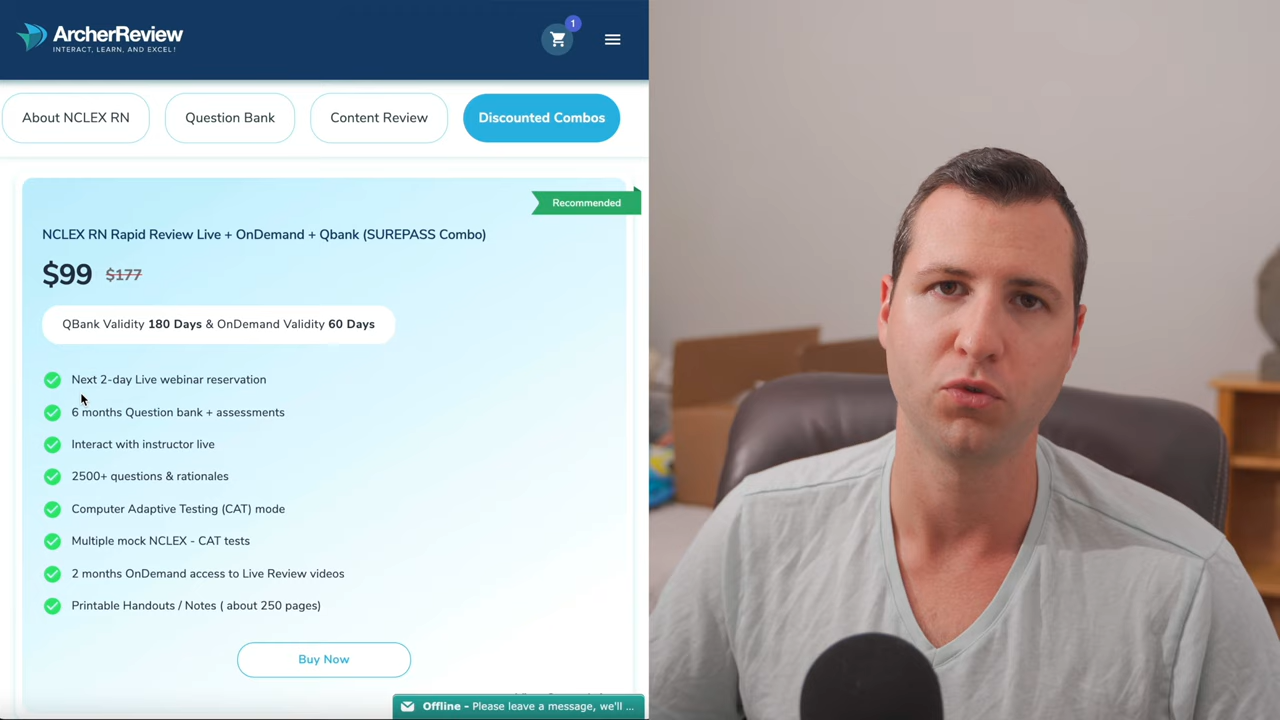 ArcherReview
INTERACT, LEARN, AND EXCEL!
1
About NCLEX RN
Question Bank
Content Review
Discounted Combos
Recommended
NCLEX RN Rapid Review Live + OnDemand + Qbank (SUREPASS Combo)
$99 $177
QBank Validity 180 Days & OnDemand Validity 60 Days
Next 2-day Live webinar reservation
6 months Question bank + assessments
Interact with instructor live
2500+ questions & rationales
Computer Adaptive Testing (CAT) mode
Multiple mock NCLEX - CAT tests
2 months OnDemand access to Live Review videos
Printable Handouts / Notes ( about 250 pages)
Buy Now
Offline - Please leave a message, we'll ...